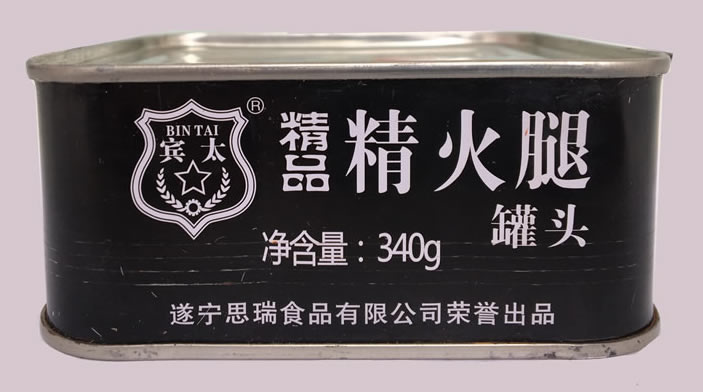 BIN TAI
宾 太
®
精品
精火腿
罐头
净含量：340g
遂宁思瑞食品有限公司荣誉出品